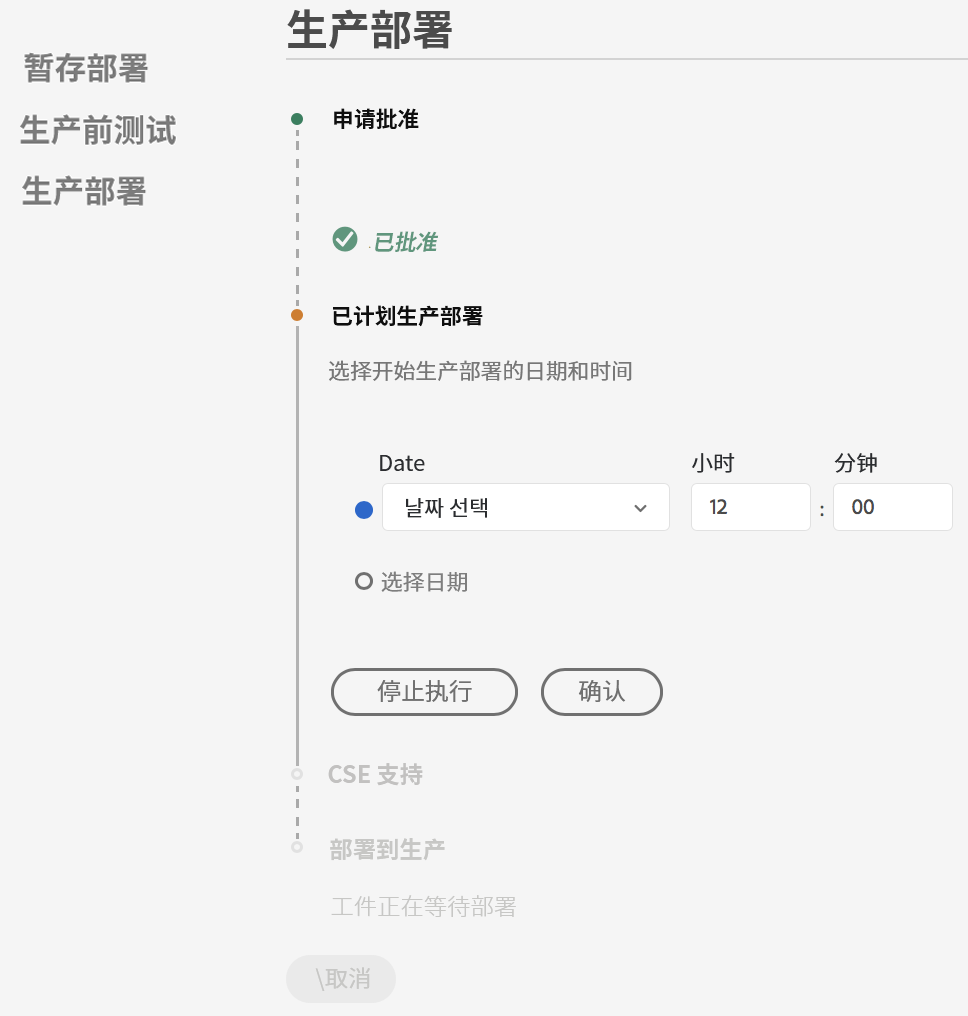 生产部署
暂存部署
生产前测试
生产部署
申请批准
.已批准
已计划生产部署
选择开始生产部署的日期和时间
Date 小时 分钟
날짜 선택 12 : 00
选择日期
停止执行 确认
CSE 支持
部署到生产
工件正在等待部署
\取消